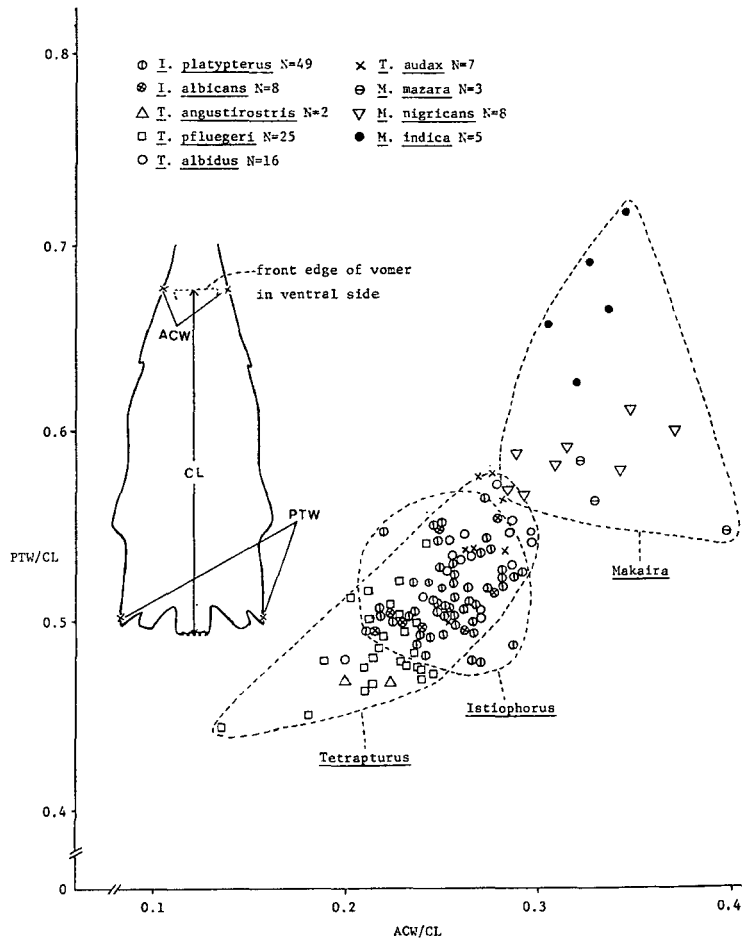 0.8
I. platypterus N=49
I. albicans N=8
T. angustirostris N=2
T. pfluegeri N=25
T. albidus N=16
T. audax N=7
M. mazara N=3
M. nigricans N=8
M. indica N=5
0.7
front edge of vomer
in ventral side
ACW
0.6
CL
PTW
PTW/CL
Makaira
0.5
Istiophorus
Tetrapturus
0.4
0
0.1
0.2
0.3
0.4
ACW/CL